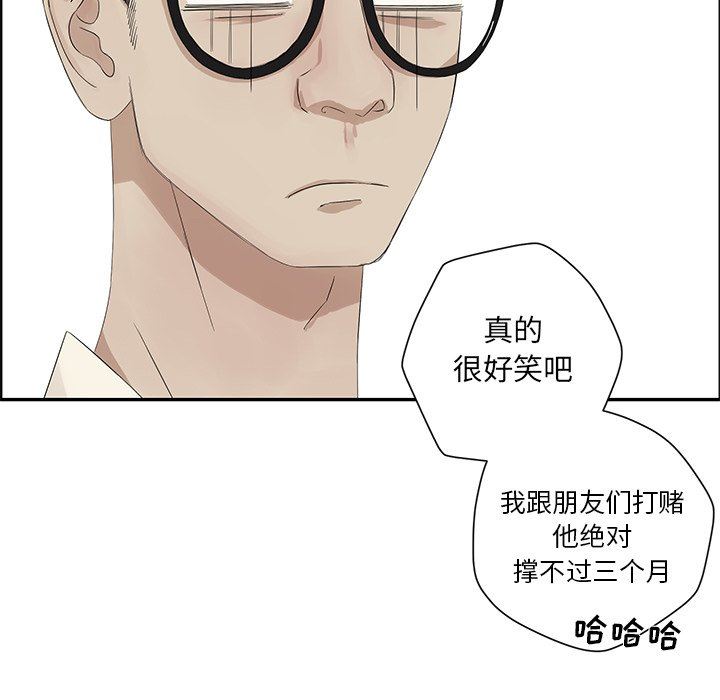 真的
很好笑吧
我跟朋友们打赌
他绝对
撑不过三个月
哈哈哈